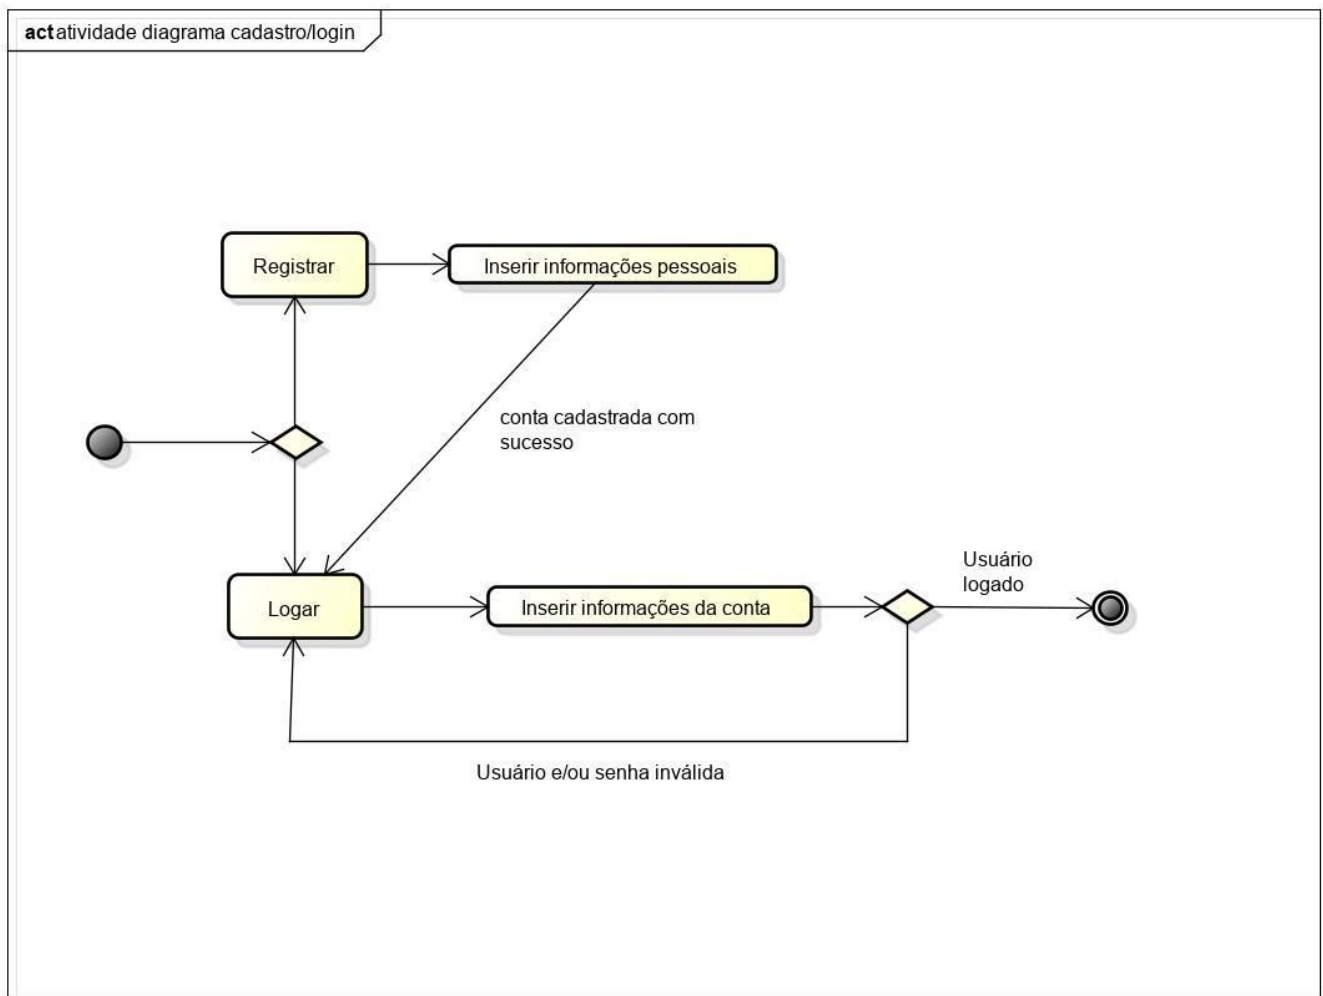 act atividade diagrama cadastro/login
Registrar
Inserir informações pessoais
conta cadastrada com
sucesso
Usuário
logado
Logar
Inserir informações da conta
Usuário e/ou senha inválida